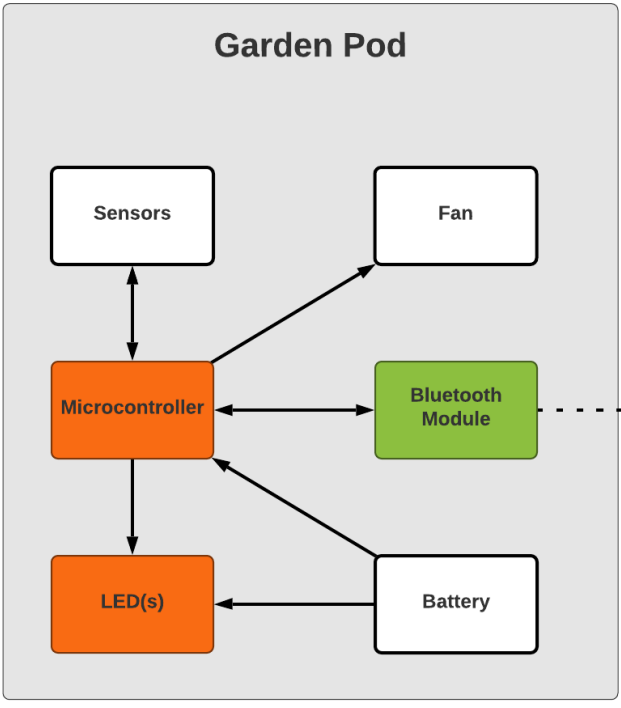 Garden Pod
Sensors
Fan
Microcontroller
Bluetooth
Module
LED(s)
Battery